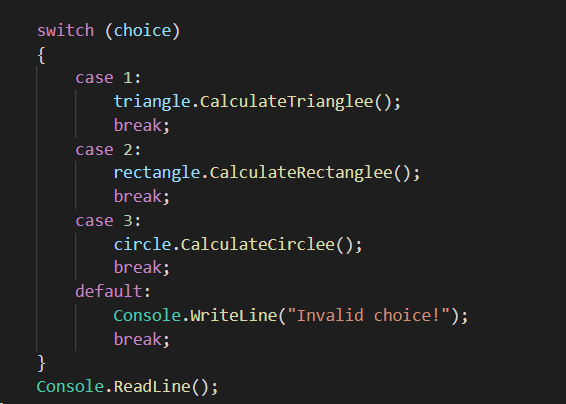 switch (choice)
{
    case 1:
        triangle.CalculateTrianglee();
        break;
    case 2:
        rectangle.CalculateRectanglee();
        break;
    case 3:
        circle.CalculateCirclee();
        break;
    default:
        Console.WriteLine("Invalid choice!");
        break;
}
Console.ReadLine();